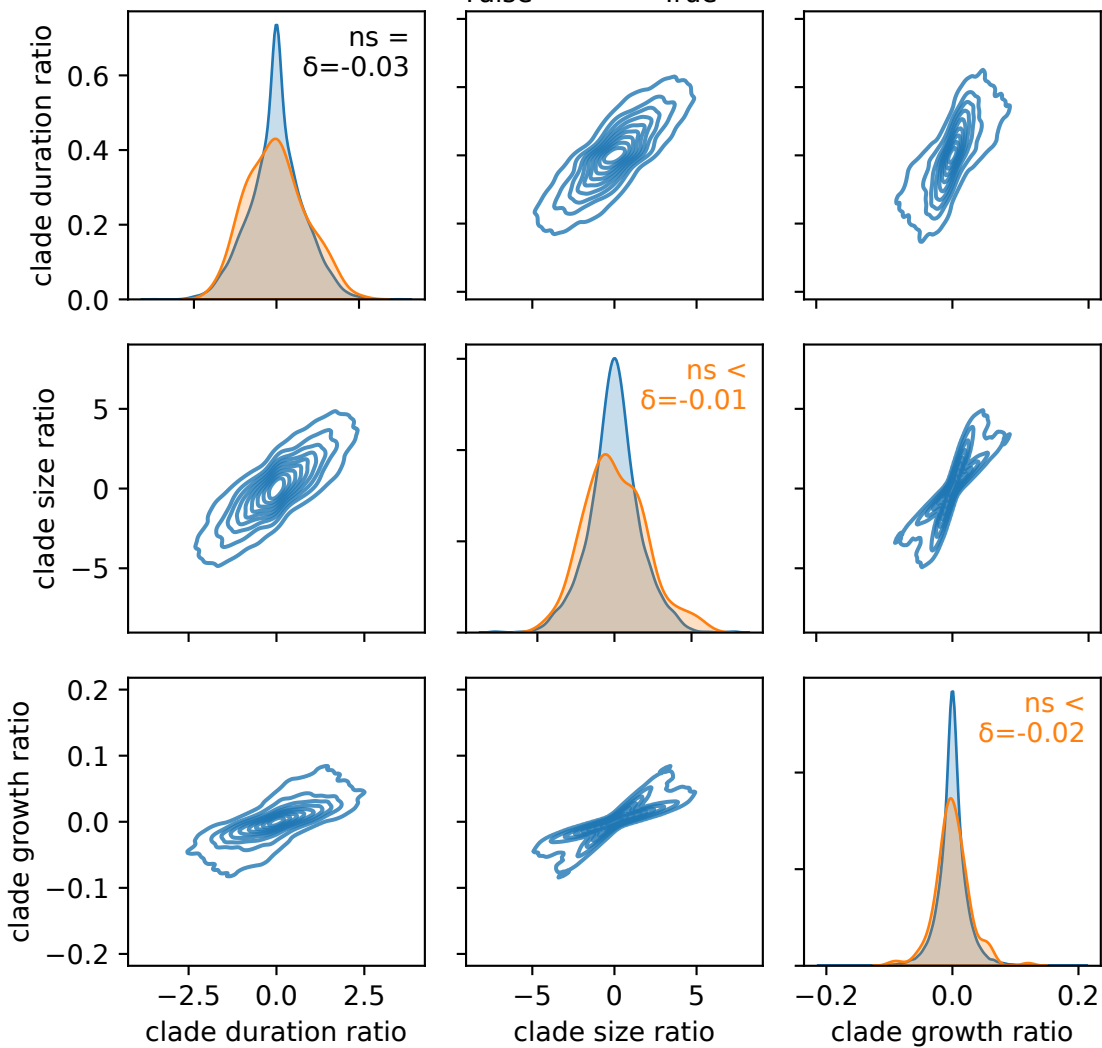 clade duration ratio
0.6
0.4
0.2
0.0
ns =
δ=-0.03
clade size ratio
5
0
−5
ns <
δ=-0.01
clade growth ratio
0.2
0.1
0.0
−0.1
−0.2
ns <
δ=-0.02
−2.5
0.0
2.5
−5
0
5
−0.2
0.0
0.2
clade duration ratio
clade size ratio
clade growth ratio